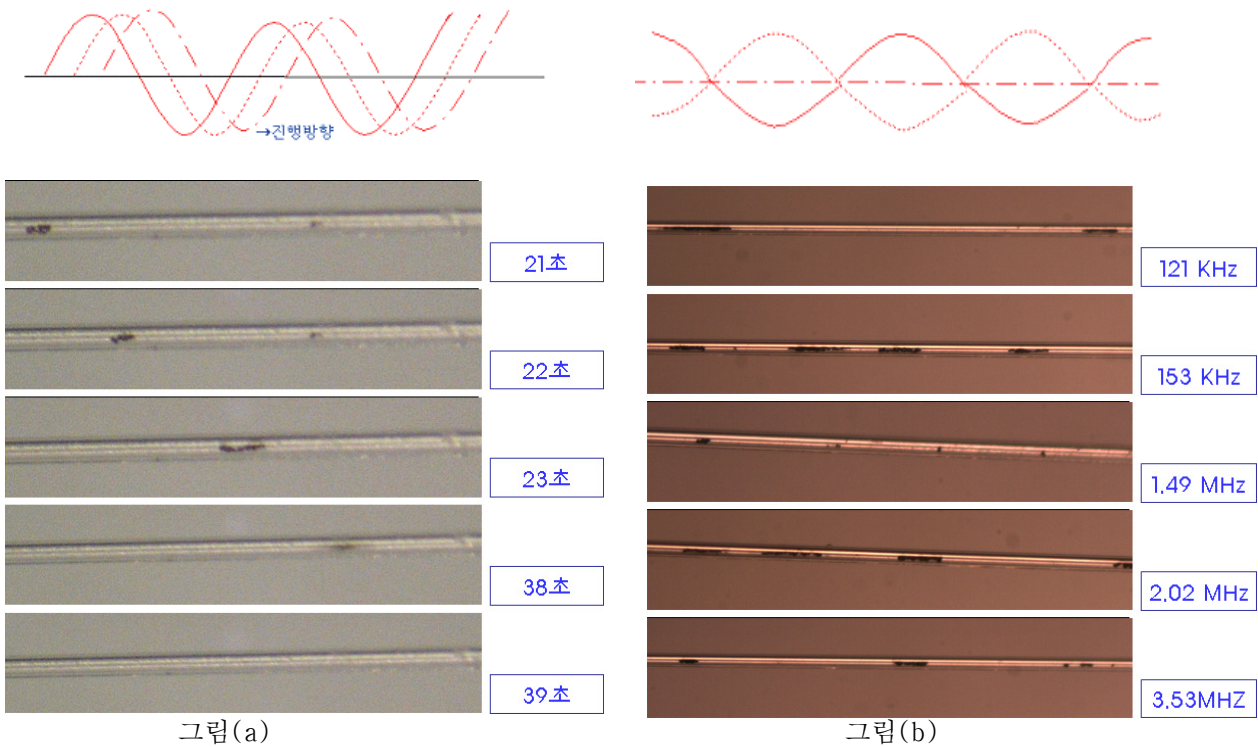 →진행방향
21초
22초
23초
38초
39초
그림(a)
121 KHz
153 KHz
1.49 MHz
2.02 MHz
3.53MHZ
그림(b)